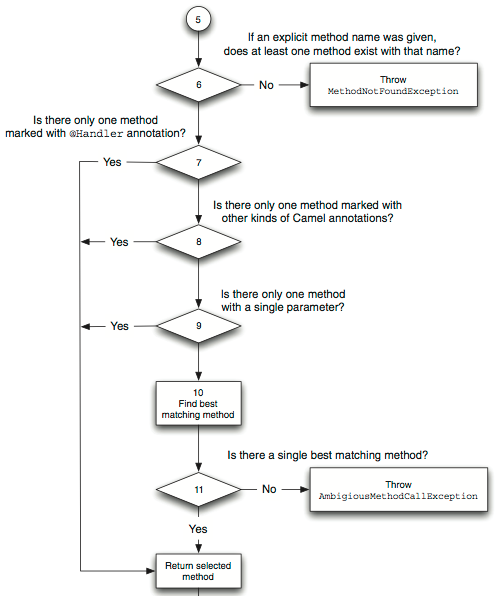 5
If an explicit method name was given,
does at least one method exist with that name?
6
No
Throw
MethodNotFoundException
Is there only one method
marked with @Handler annotation?
Yes
7
Is there only one method marked with
other kinds of Camel annotations?
Yes
8
Is there only one method
with a single parameter?
Yes
9
10
Find best
matching method
Is there a single best matching method?
11
No
Throw
AmbigiousMethodCallException
Yes
Return selected
method